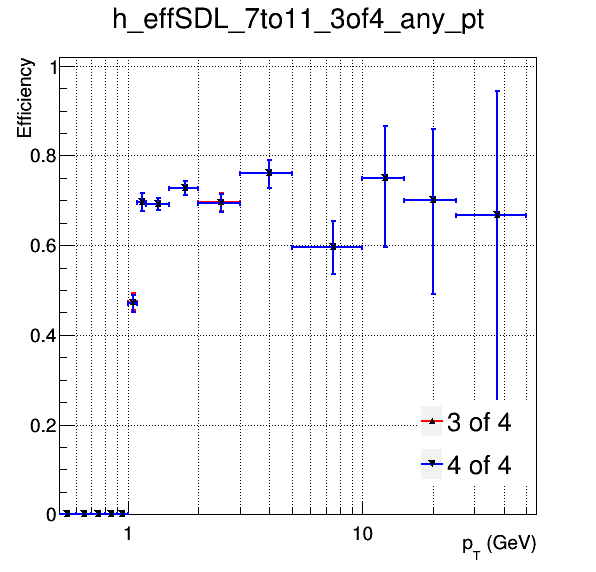 h_effSDL_7to11_3of4_any_pt
Efficiency
1
0.8
0.6
0.4
0.2
0
3 of 4
4 of 4
1
10
p_T (GeV)